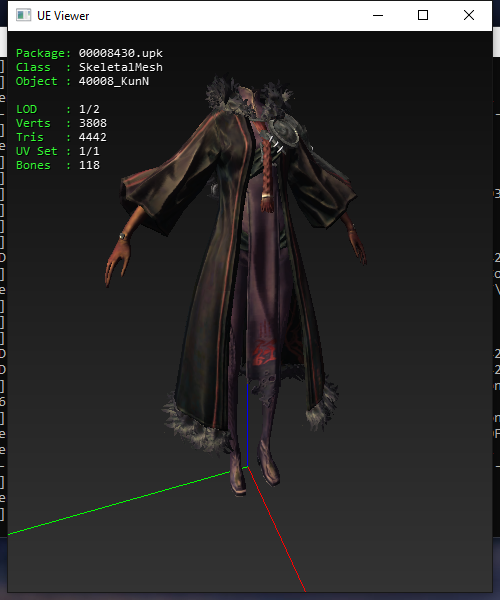 UE Viewer
Package: 00008430.upk
Class : SkeletalMesh
Object : 40008_KunN
LOD : 1/2
Verts : 3808
Tris : 4442
UV Set : 1/1
Bones : 118